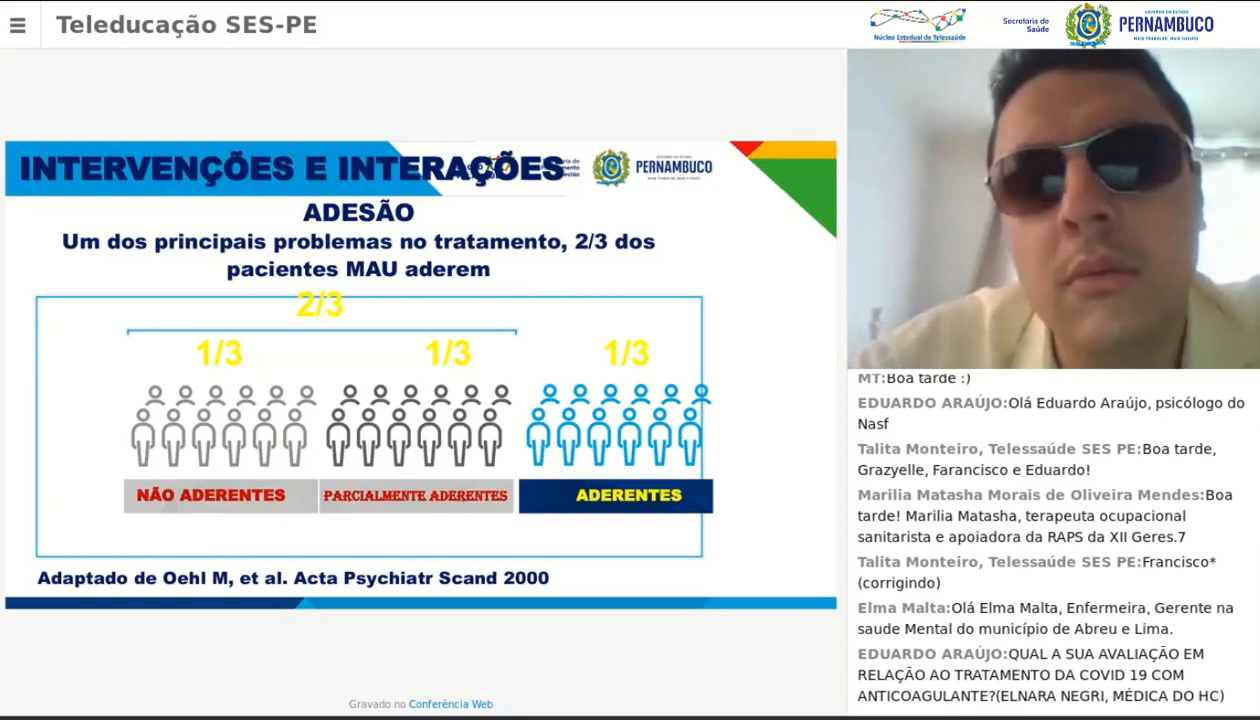 Teleducação SES-PE
Núcleo Estadual de Telessaúde
Secretaria de
Saúde
GOVERNO DO ESTADO
PERNAMBUCO
MAIS TRABALHO, MAIS FUTURO
INTERVENÇÕES E INTERAÇÕES
PERNAMBUCO
ADESÃO
Um dos principais problemas no tratamento, 2/3 dos
pacientes MAU aderem
2/3
1/3 1/3 1/3
NÃO ADERENTES PARCIALMENTE ADERENTES ADERENTES
Adaptado de Oehl M, et al. Acta Psychiatr Scand 2000
Gravado no Conferência Web
MT:Boa tarde :)
EDUARDO ARAÚJO:Olá Eduardo Araújo, psicólogo do
Nasf
Talita Monteiro, Telessaúde SES PE:Boa tarde,
Grazyelle, Farancisco e Eduardo!
Marilia Matasha Morais de Oliveira Mendes:Boa
tarde! Marilia Matasha, terapeuta ocupacional
sanitarista e apoiadora da RAPS da XII Geres.7
Talita Monteiro, Telessaúde SES PE:Francisco*
(corrigindo)
Elma Malta:Olá Elma Malta, Enfermeira, Gerente na
saude Mental do município de Abreu e Lima.
EDUARDO ARAÚJO:QUAL A SUA AVALIAÇÃO EM
RELAÇÃO AO TRATAMENTO DA COVID 19 COM
ANTICOAGULANTE?(ELNARA NEGRI, MÉDICA DO HC)